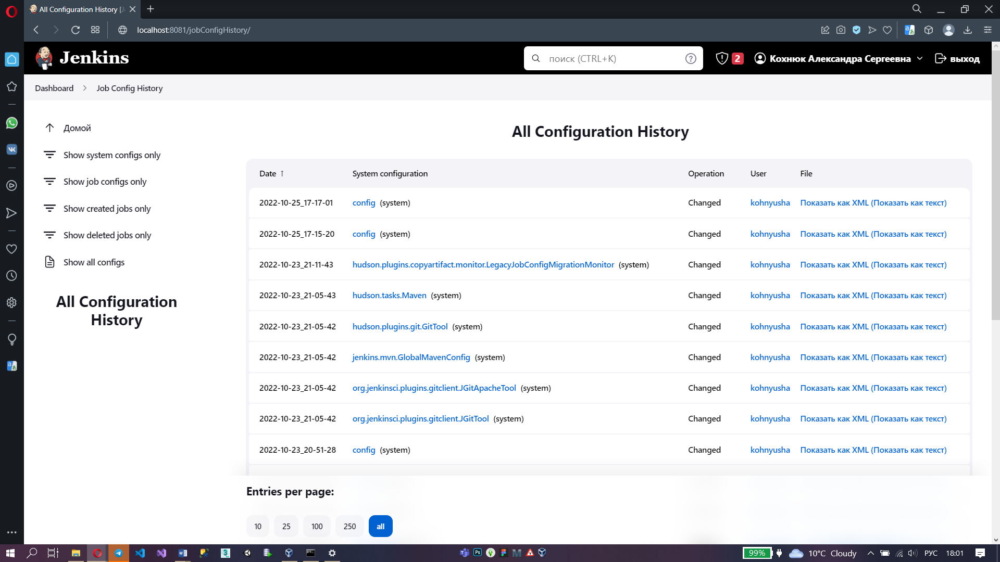 All Configuration History [J
localhost:8081/jobConfigHistory/
Jenkins
поиск (CTRL+K)
2
Кохнюк Александра Сергеевна
выход
Dashboard
Job Config History
Домой
Show system configs only
Show job configs only
Show created jobs only
Show deleted jobs only
Show all configs
All Configuration
History
All Configuration History
Date ↑ System configuration Operation User File
2022-10-25_17-17-01 config (system) Changed kohnyusha Показать как XML (Показать как текст)
2022-10-25_17-15-20 config (system) Changed kohnyusha Показать как XML (Показать как текст)
2022-10-23_21-11-43 hudson.plugins.copyartifact.monitor.LegacyJobConfigMigrationMonitor (system) Changed kohnyusha Показать как XML (Показать как текст)
2022-10-23_21-05-43 hudson.tasks.Maven (system) Changed kohnyusha Показать как XML (Показать как текст)
2022-10-23_21-05-42 hudson.plugins.git.GitTool (system) Changed kohnyusha Показать как XML (Показать как текст)
2022-10-23_21-05-42 jenkins.mvn.GlobalMavenConfig (system) Changed kohnyusha Показать как XML (Показать как текст)
2022-10-23_21-05-42 org.jenkinsci.plugins.gitclient.JGitApacheTool (system) Changed kohnyusha Показать как XML (Показать как текст)
2022-10-23_21-05-42 org.jenkinsci.plugins.gitclient.JGitTool (system) Changed kohnyusha Показать как XML (Показать как текст)
2022-10-23_20-51-28 config (system) Changed kohnyusha Показать как XML (Показать как текст)
Entries per page:
10 25 100 250 all
99% 10°C Cloudy РУС 18:01